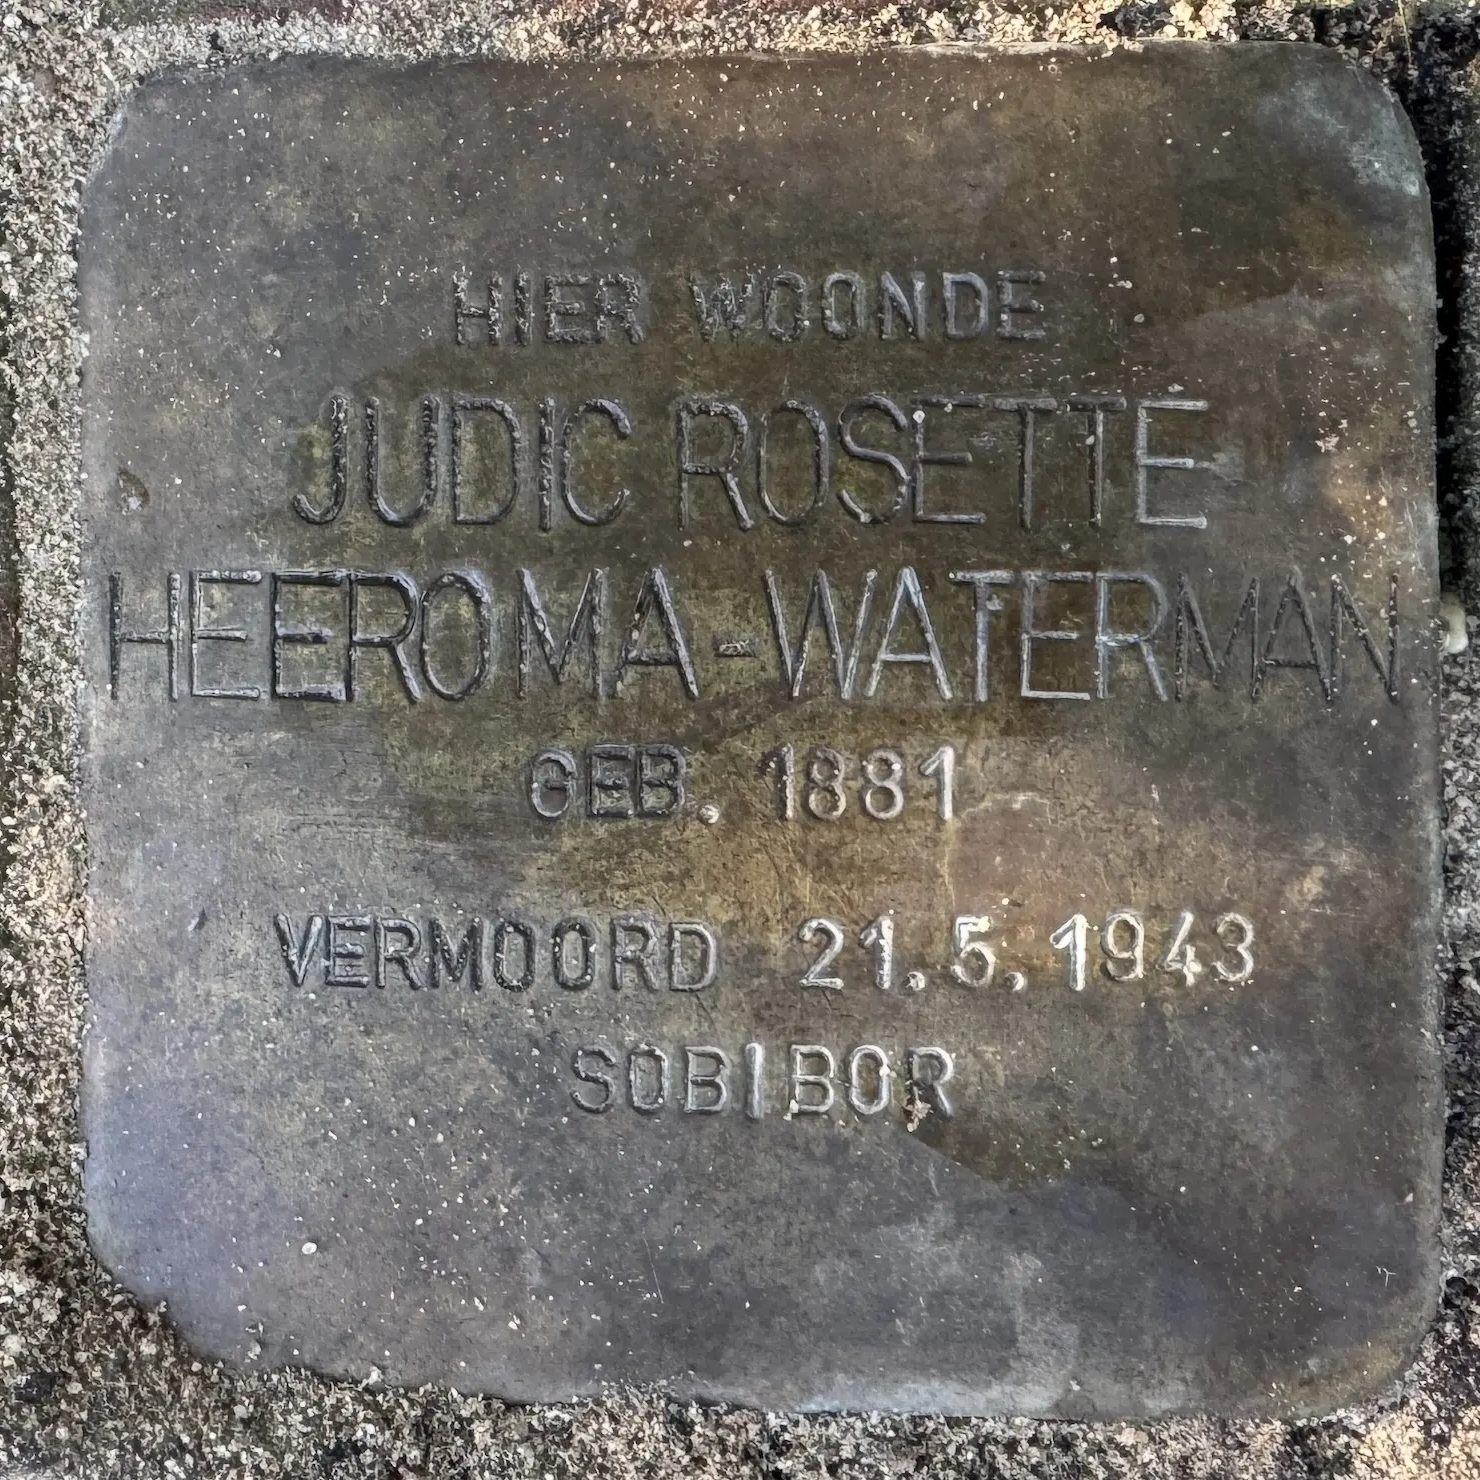 HIER WOONDE
JUDIC ROSETTE
HEEROMA-WATERMAN
GEB. 1881
VERMOORD 21.5.1943
SOBIBOR